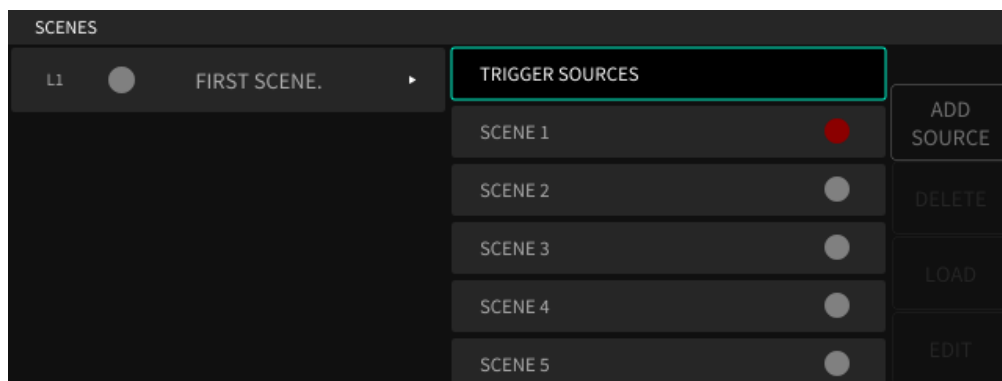 SCENES
L1 FIRST SCENE.
TRIGGER SOURCES
SCENE 1
SCENE 2
SCENE 3
SCENE 4
SCENE 5
ADD
SOURCE
DELETE
LOAD
EDIT